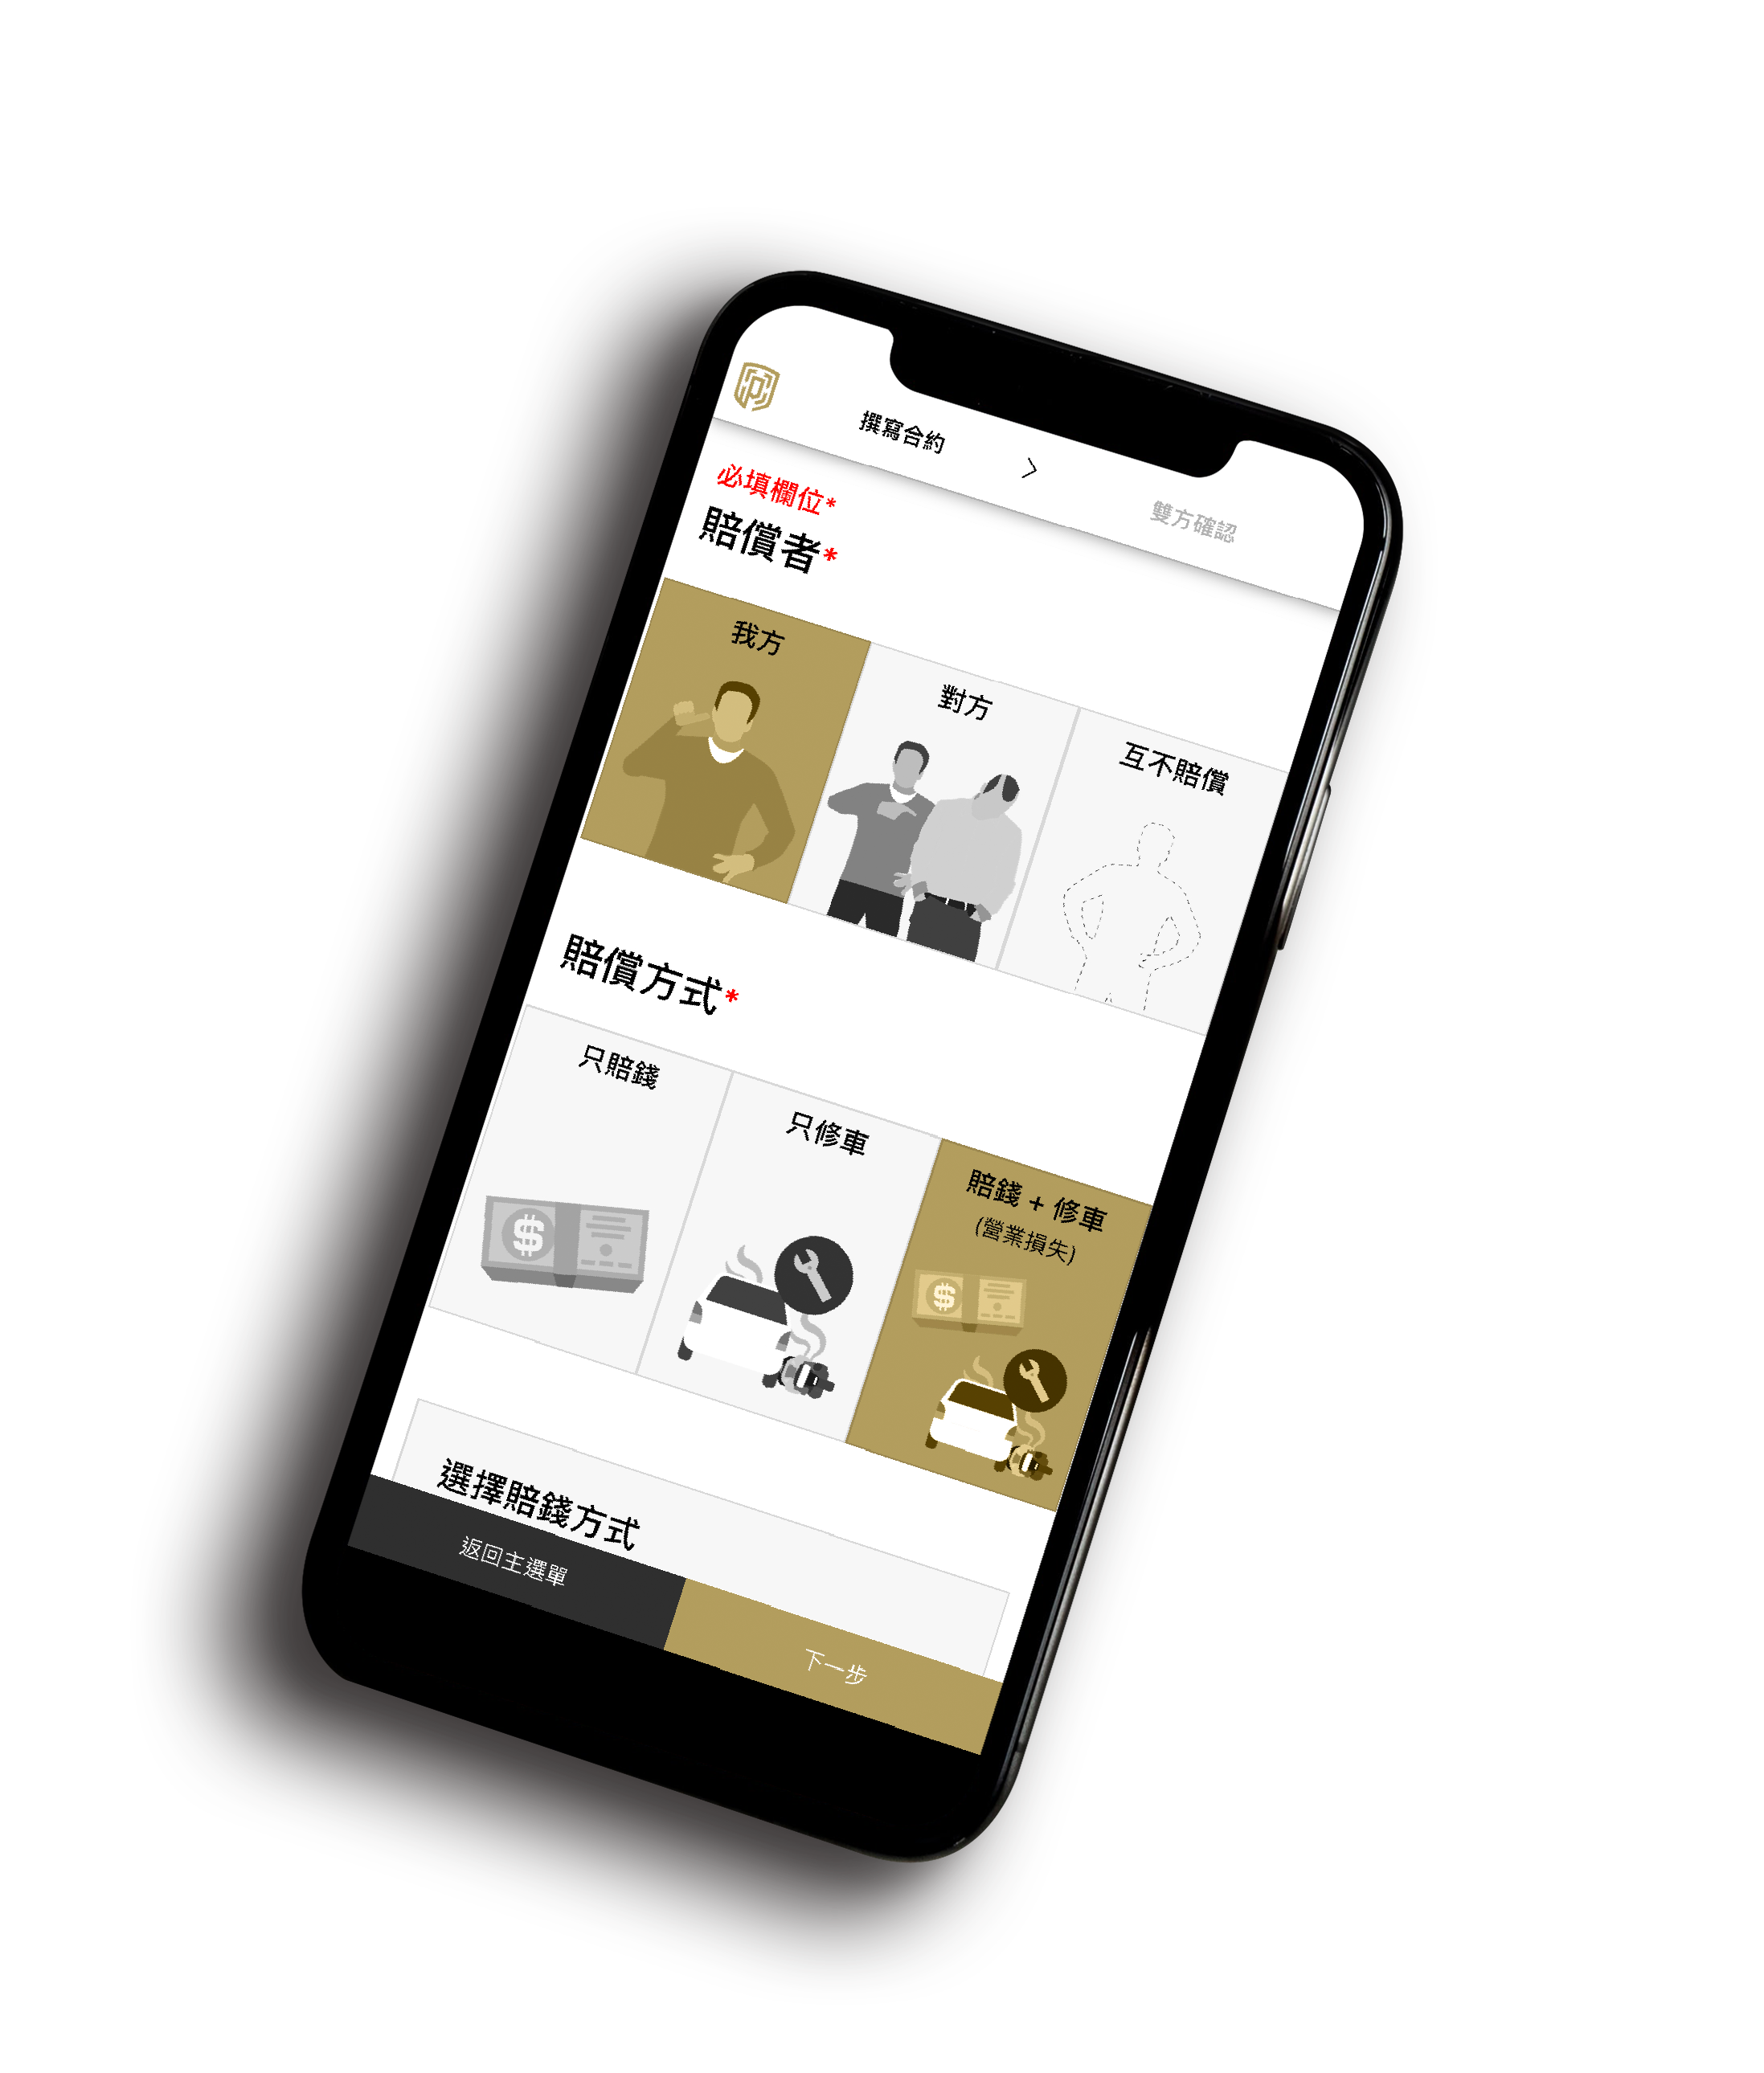 撰寫合約
雙方確認
必填欄位*
賠償者*
我方
對方
互不賠償
賠償方式*
只賠錢
只修車
賠錢 + 修車
(營業損失)
選擇賠錢方式
返回主選單
下一步